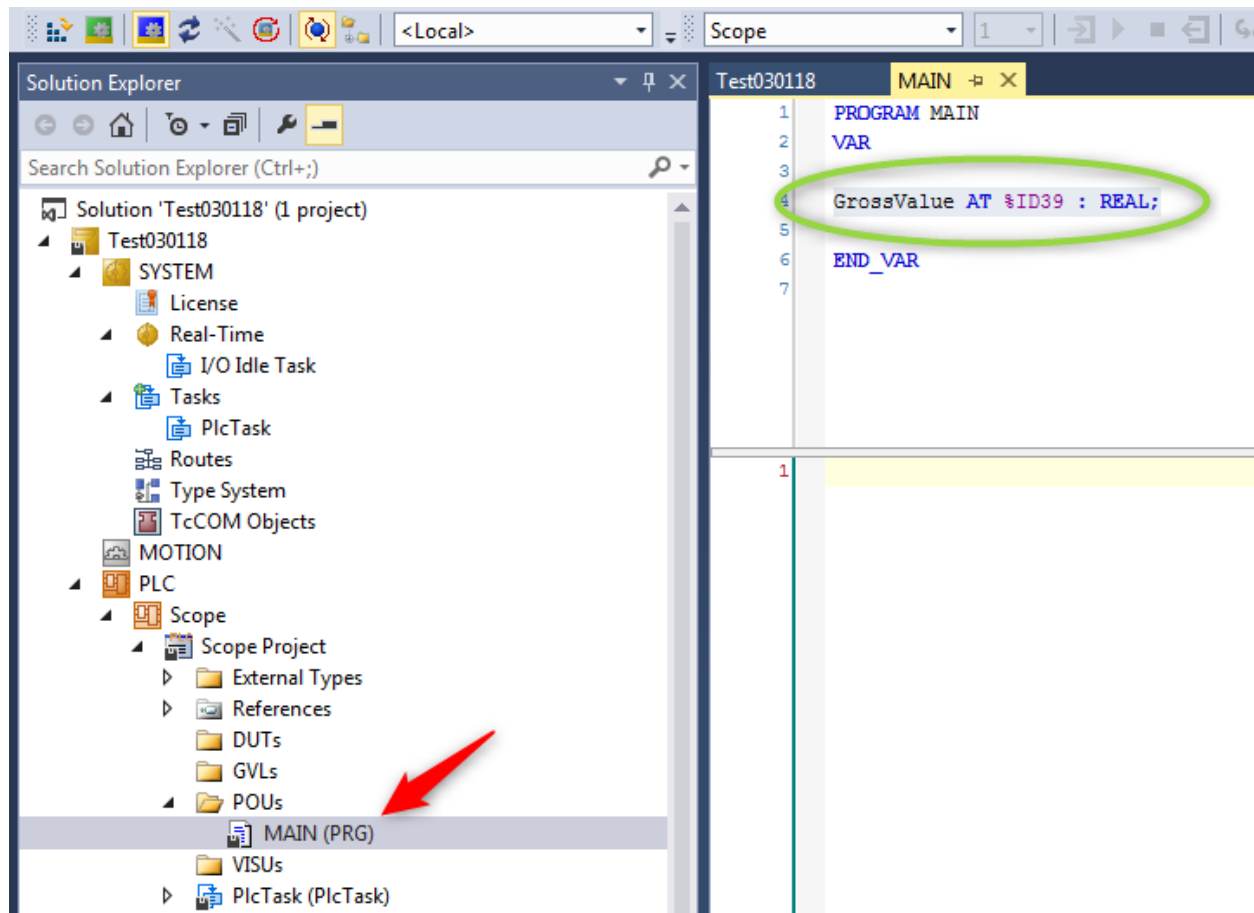 <Local>
Scope
1
Solution Explorer
Search Solution Explorer (Ctrl+;)
Solution 'Test030118' (1 project)
Test030118
SYSTEM
License
Real-Time
I/O Idle Task
Tasks
PlcTask
Routes
Type System
TcCOM Objects
MOTION
PLC
Scope
Scope Project
External Types
References
DUTs
GVLs
POUs
MAIN (PRG)
VISUs
PlcTask (PlcTask)
Test030118 MAIN
1 PROGRAM MAIN
2 VAR
3
4 GrossValue AT %ID39 : REAL;
5
6 END_VAR
7
1